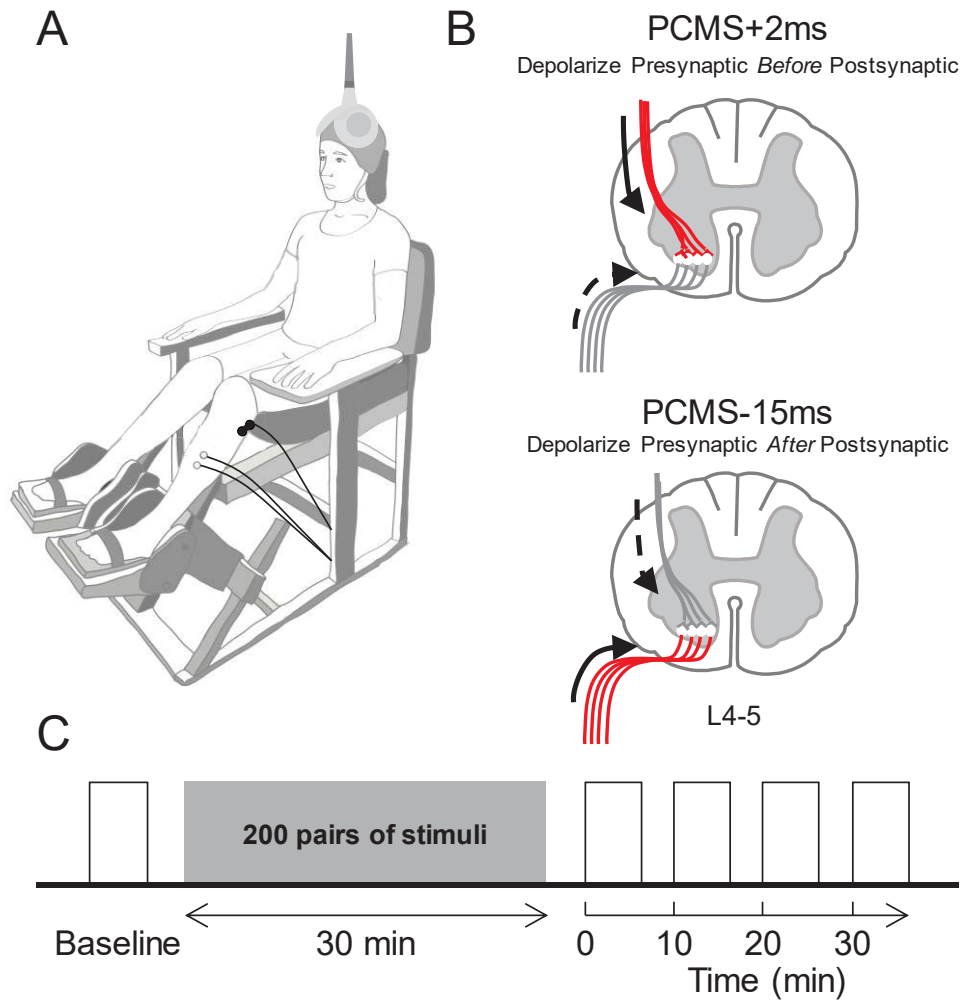 A
B
PCMS+2ms
Depolarize Presynaptic Before Postsynaptic
PCMS-15ms
Depolarize Presynaptic After Postsynaptic
L4-5
C
200 pairs of stimuli
Baseline
30 min
0 10 20 30
Time (min)